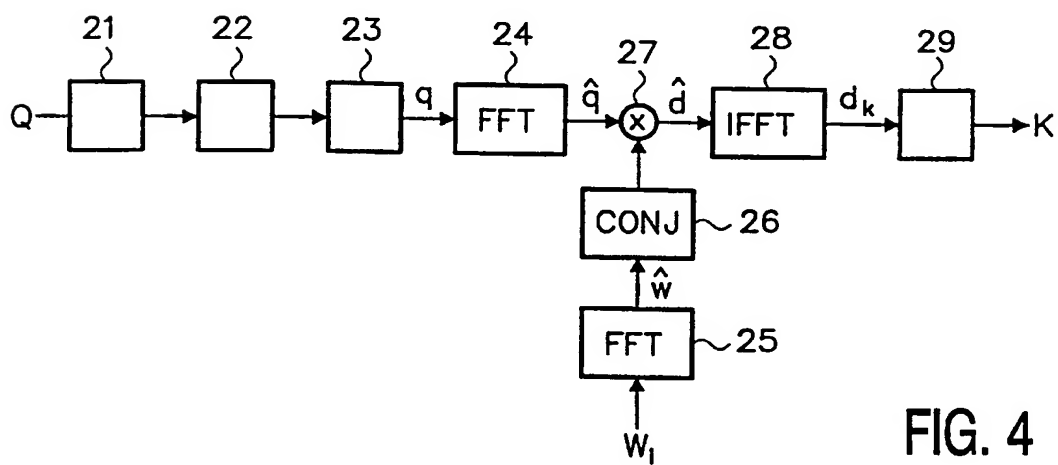 21 22 23 24 27 28 29
Q q FFT q̂ x d̂ IFFT dₖ K
CONJ 26
ŵ
FFT 25
W₁
FIG. 4